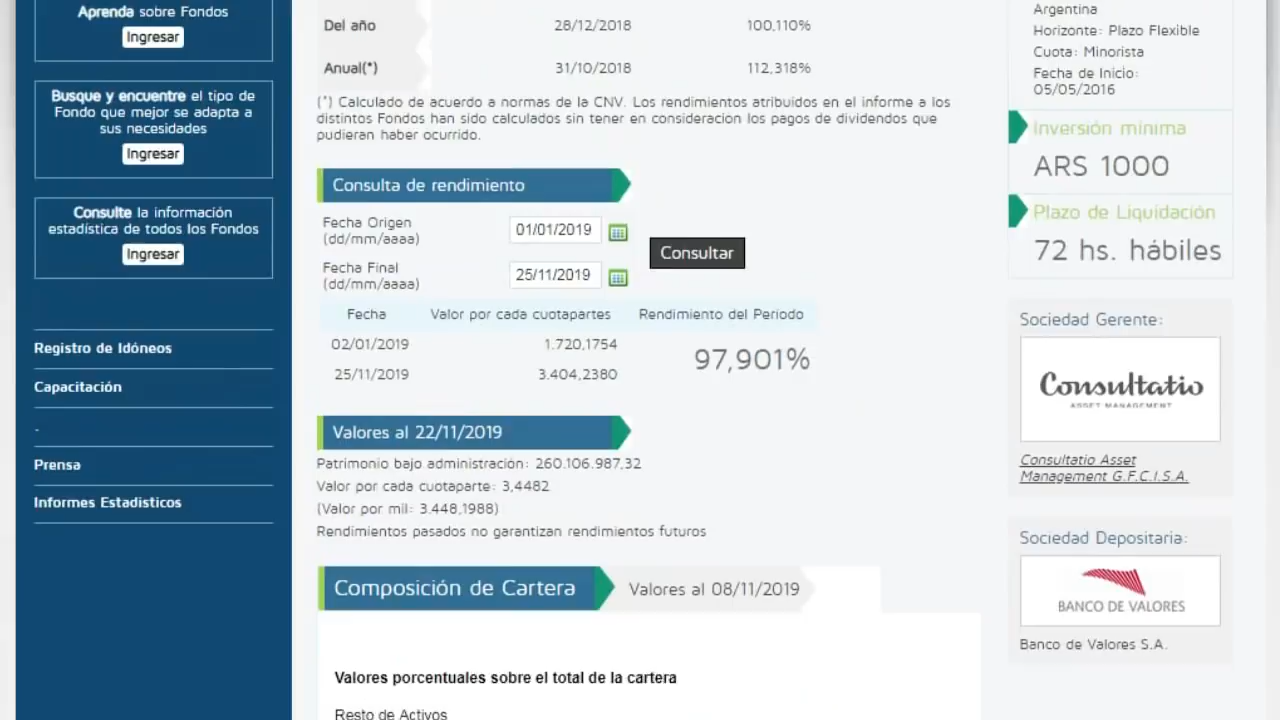 Aprenda sobre Fondos
Ingresar
Busque y encuentre el tipo de
Fondo que mejor se adapta a
sus necesidades
Ingresar
Consulte la información
estadística de todos los Fondos
Ingresar
Registro de Idóneos
Capacitación
.
Prensa
Informes Estadisticos
Del año 28/12/2018 100,110%
Anual(*) 31/10/2018 112,318%
(*) Calculado de acuerdo a normas de la CNV. Los rendimientos atribuidos en el informe a los
distintos Fondos han sido calculados sin tener en consideracion los pagos de dividendos que
pudieran haber ocurrido.
Consulta de rendimiento
Fecha Origen
(dd/mm/aaaa)
01/01/2019
Fecha Final
(dd/mm/aaaa)
25/11/2019
Consultar
Fecha Valor por cada cuotapartes Rendimiento del Periodo
02/01/2019 1.720,1754
97,901%
25/11/2019 3.404,2380
Valores al 22/11/2019
Patrimonio bajo administración: 260.106.987,32
Valor por cada cuotaparte: 3,4482
(Valor por mil: 3.448,1988)
Rendimientos pasados no garantizan rendimientos futuros
Composición de Cartera Valores al 08/11/2019
Valores porcentuales sobre el total de la cartera
Resto de Activos
Argentina
Horizonte: Plazo Flexible
Cuota: Minorista
Fecha de Inicio:
05/05/2016
Inversión mínima
ARS 1000
Plazo de Liquidación
72 hs. hábiles
Sociedad Gerente:
Consultatio
ASSET MANAGEMENT
Consultatio Asset
Management G.F.C.I.S.A.
Sociedad Depositaria:
BANCO DE VALORES
Banco de Valores S.A.